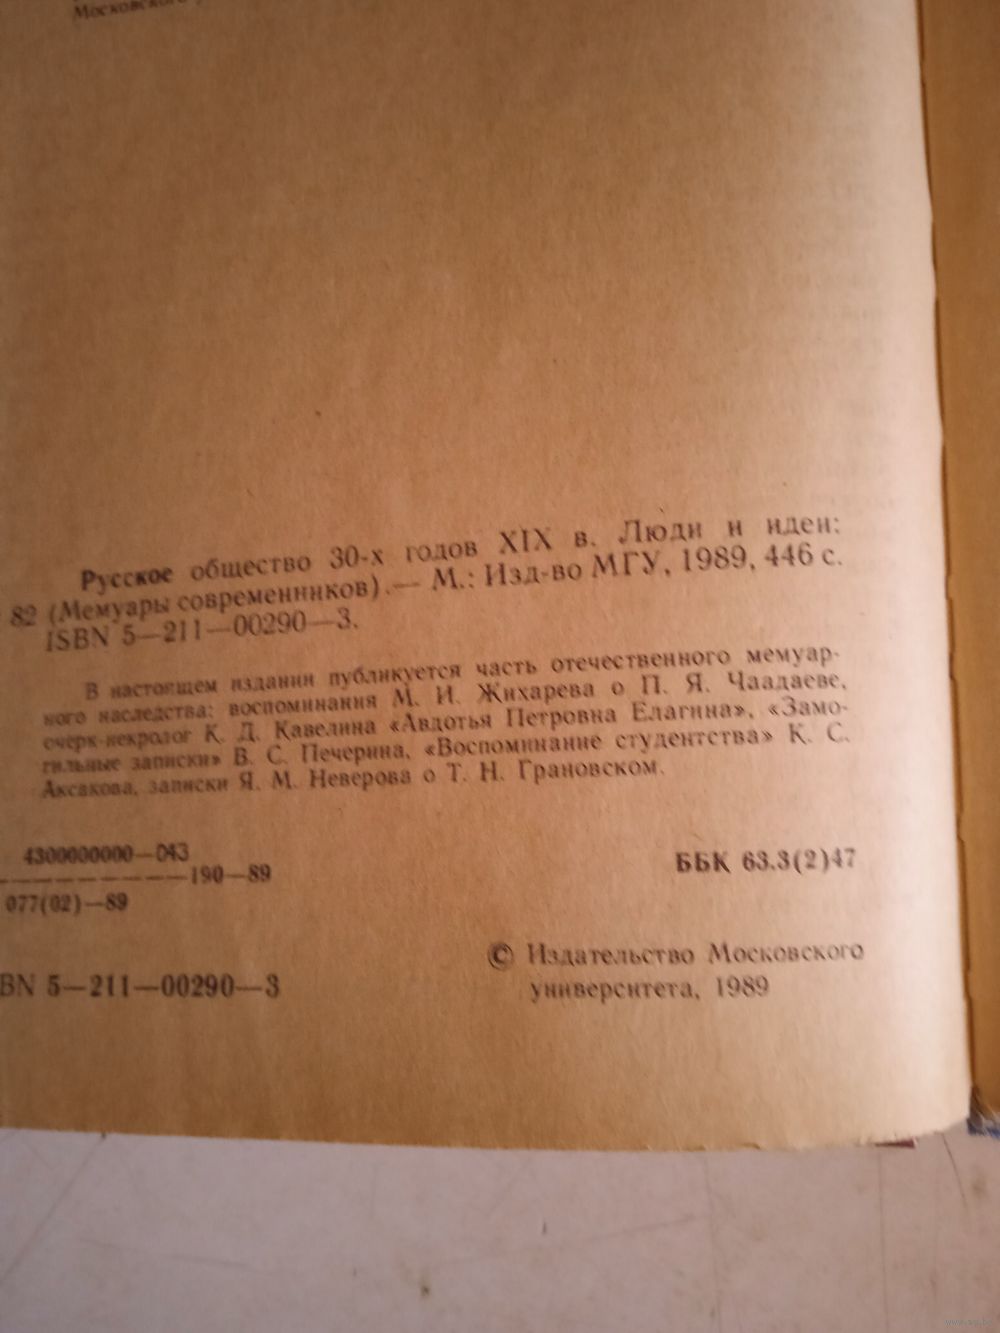 Московского
Русское общество 30-х годов XIX в. Люди и идеи:
82 (Мемуары современников).— М.: Изд-во МГУ, 1989, 446 с.
ISBN 5—211—00290—3.
В настоящем издании публикуется часть отечественного мемуар-
ного наследства: воспоминания М. И. Жихарева о П. Я. Чаадаеве,
очерк-некролог К. Д. Кавелина «Авдотья Петровна Елагина», «Замо-
гильные записки» В. С. Печерина, «Воспоминание студентства» К. С.
Аксакова, записки Я. М. Неверова о Т. Н. Грановском.
4300000000—043
—————————190—89
077(02)—89
ББК 63.3(2)47
BN 5—211—00290—3
© Издательство Московского
университета, 1989